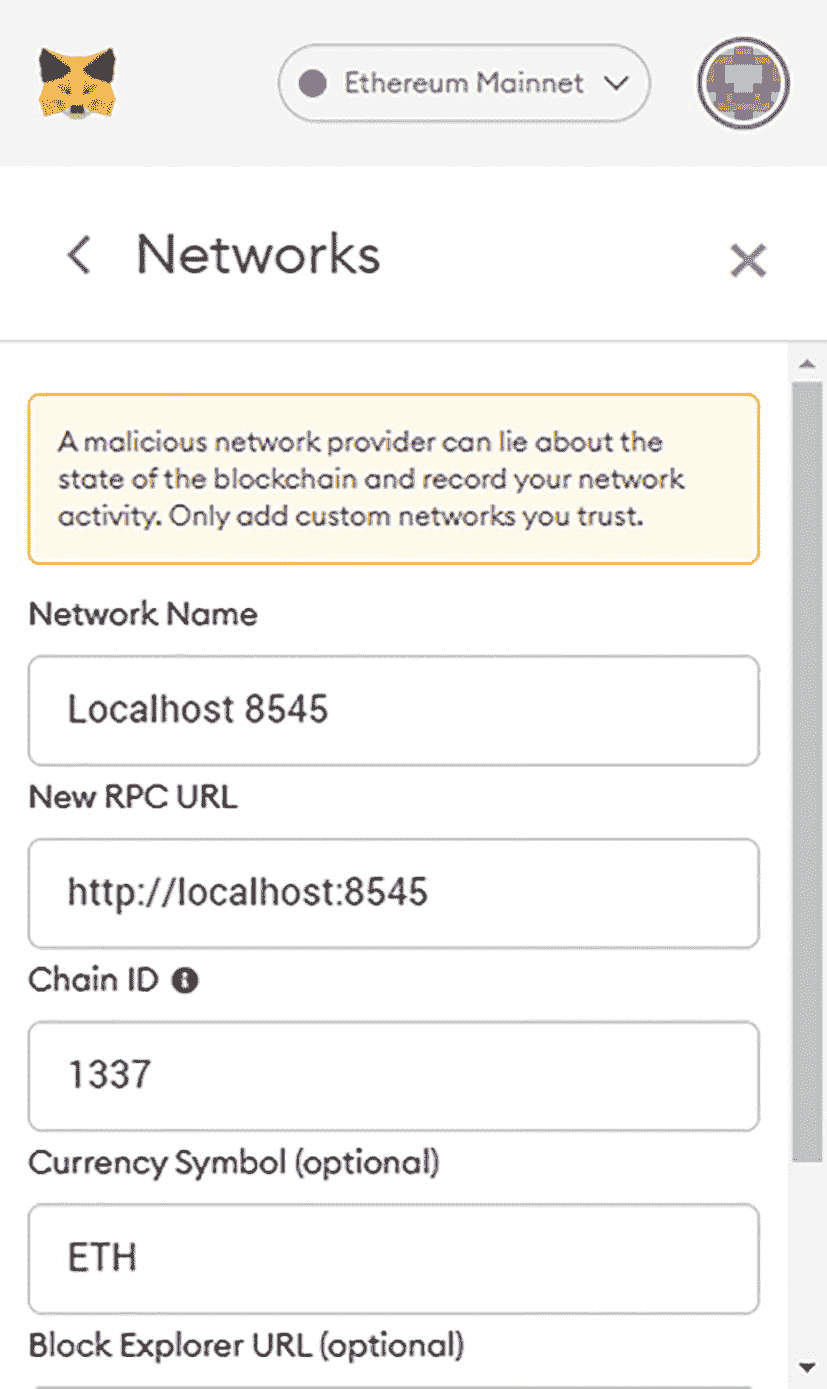 Ethereum Mainnet
Networks
A malicious network provider can lie about the
state of the blockchain and record your network
activity. Only add custom networks you trust.
Network Name
Localhost 8545
New RPC URL
http://localhost:8545
Chain ID
1337
Currency Symbol (optional)
ETH
Block Explorer URL (optional)